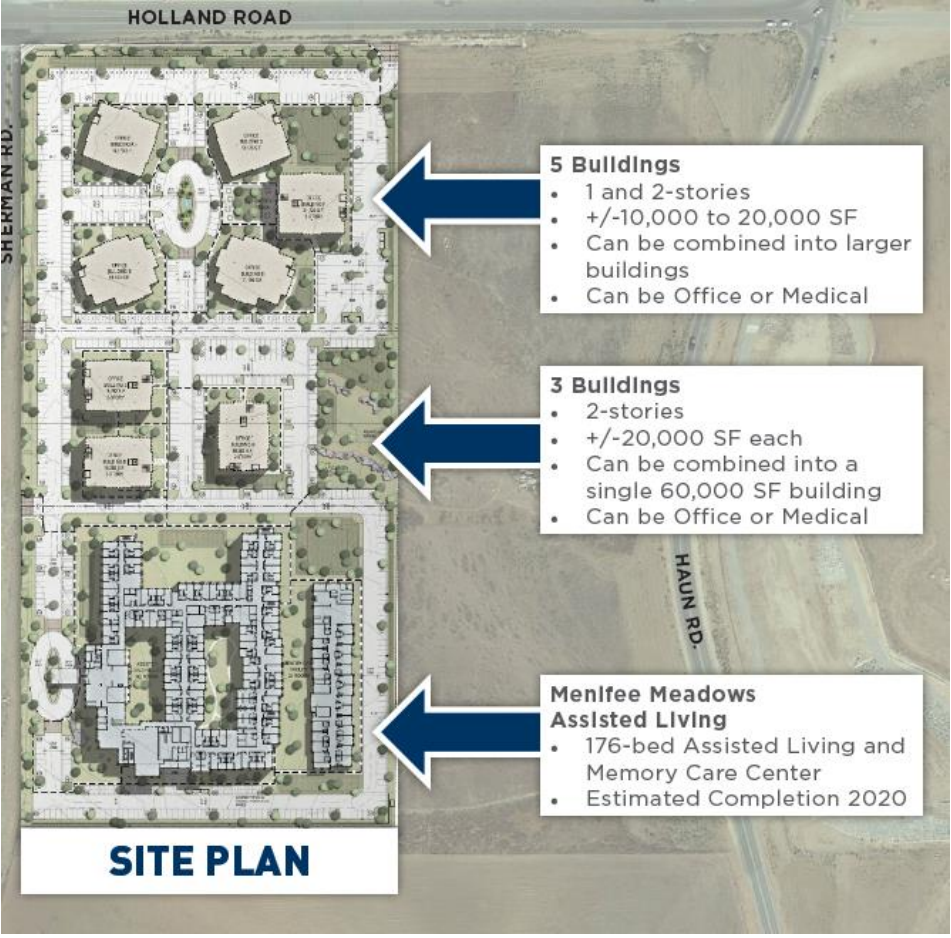 HOLLAND ROAD
SHERMAN RD.
5 Buildings
• 1 and 2-stories
• +/-10,000 to 20,000 SF
• Can be combined into larger
buildings
• Can be Office or Medical
3 Buildings
• 2-stories
• +/-20,000 SF each
• Can be combined into a
single 60,000 SF building
• Can be Office or Medical
HAUN RD.
Menifee Meadows
Assisted Living
• 176-bed Assisted Living and
Memory Care Center
• Estimated Completion 2020
SITE PLAN